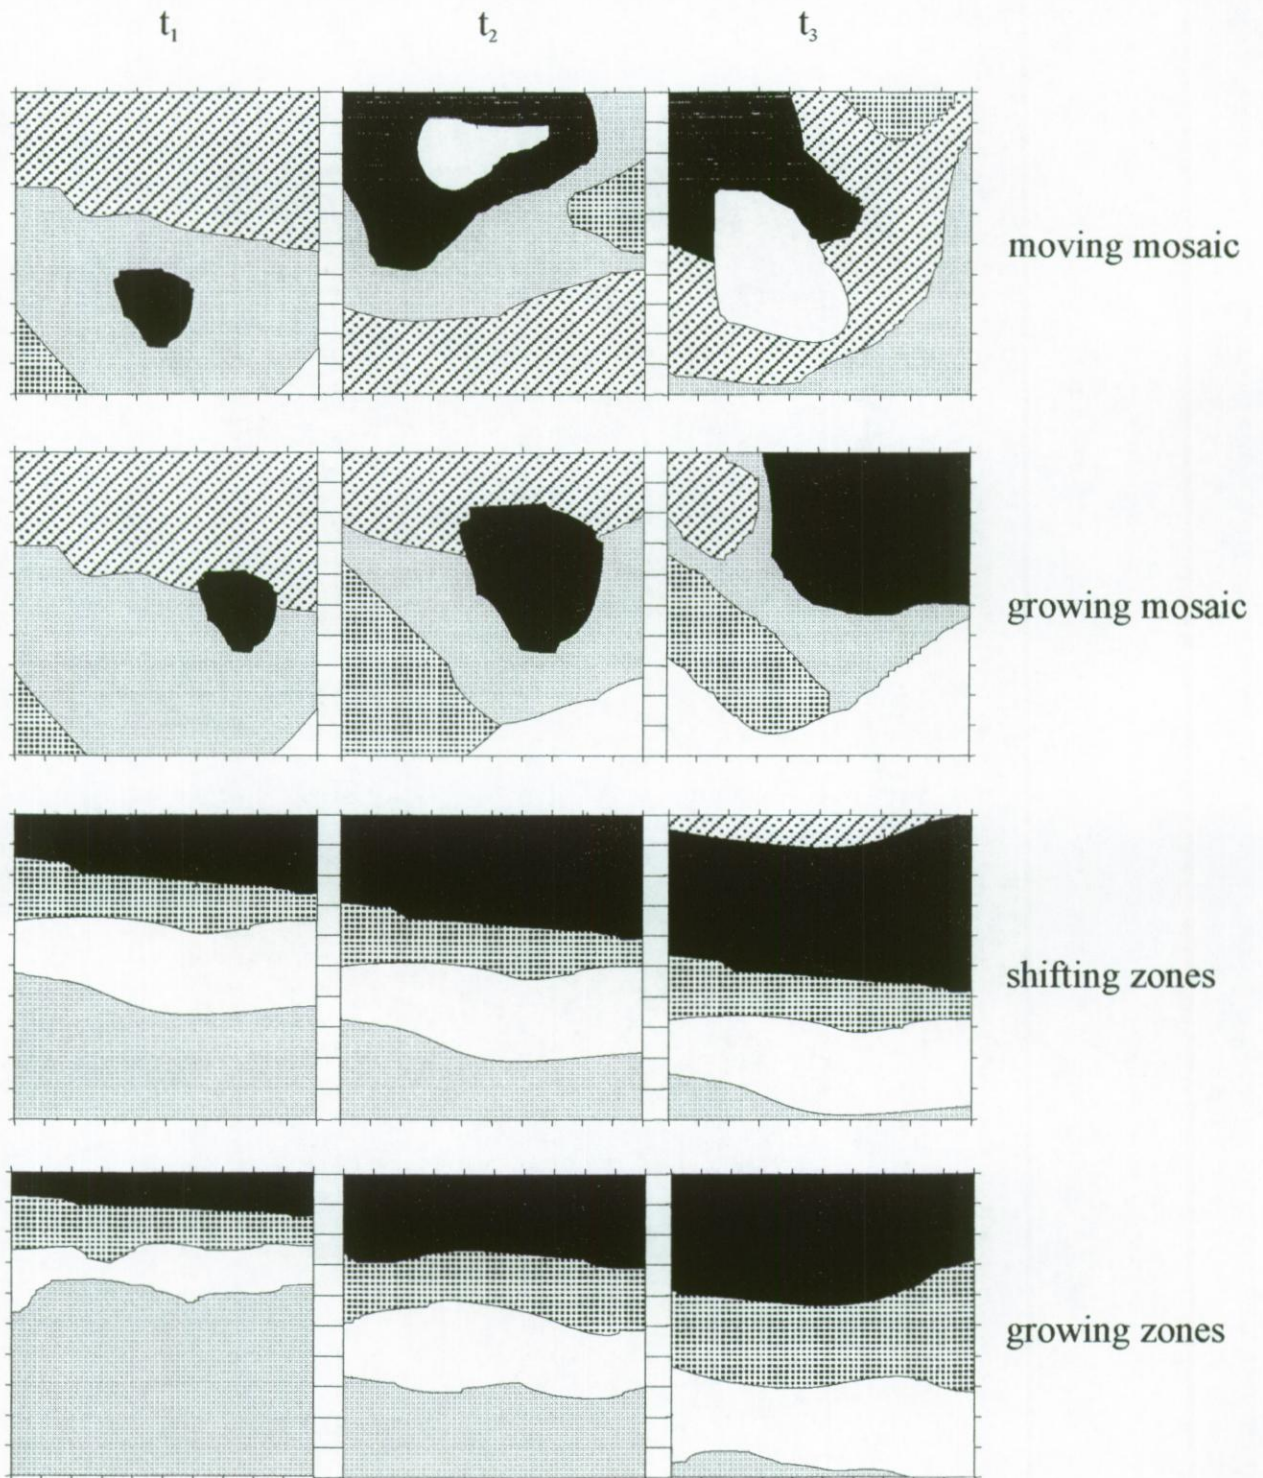 t₁ t₂ t₃
moving mosaic
growing mosaic
shifting zones
growing zones